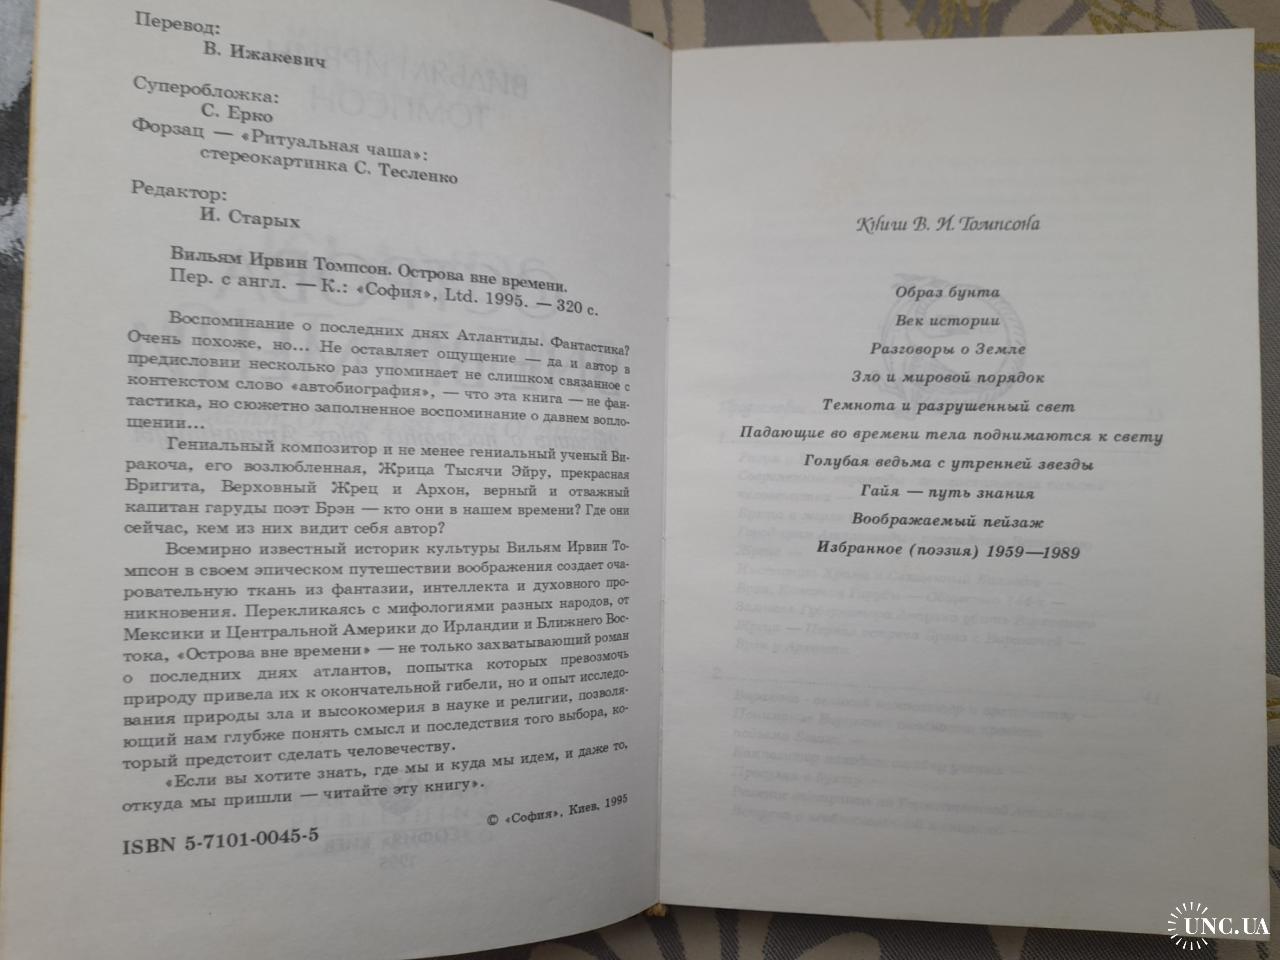 Перевод:
В. Ижакевич
Суперобложка:
С. Ерко
Форзац — «Ритуальная чаша»:
стереокартинка С. Тесленко
Редактор:
И. Старых
Вильям Ирвин Томпсон. Острова вне времени.
Пер. с англ. — К.: «София», Ltd. 1995. — 320 с.
Воспоминание о последних днях Атлантиды. Фантастика?
Очень похоже, но... Не оставляет ощущение — да и автор в
предисловии несколько раз упоминает не слишком связанное с
контекстом слово «автобиография», — что эта книга — не фан-
тастика, но сюжетно заполненное воспоминание о давнем вопло-
щении...
Гениальный композитор и не менее гениальный ученый Ви-
ракоча, его возлюбленная, Жрица Тысячи Эйру, прекрасная
Бригита, Верховный Жрец и Архон, верный и отважный
капитан гаруды поэт Брэн — кто они в нашем времени? Где они
сейчас, кем из них видит себя автор?
Всемирно известный историк культуры Вильям Ирвин То-
мпсон в своем эпическом путешествии воображения создает оча-
ровательную ткань из фантазии, интеллекта и духовного про-
никновения. Перекликаясь с мифологиями разных народов, от
Мексики и Центральной Америки до Ирландии и Ближнего Вос-
тока, «Острова вне времени» — не только захватывающий роман
о последних днях атлантов, попытка которых превозмочь
природу привела их к окончательной гибели, но и опыт исследо-
вания природы зла и высокомерия в науке и религии, позволя-
ющий нам глубже понять смысл и последствия того выбора, ко-
торый предстоит сделать человечеству.
«Если вы хотите знать, где мы и куда мы идем, и даже то,
откуда мы пришли — читайте эту книгу».
© «София», Киев, 1995
ISBN 5-7101-0045-5
Книги В. И. Томпсона
Образ бунта
Век истории
Разговоры о Земле
Зло и мировой порядок
Темнота и разрушенный свет
Падающие во времени тела поднимаются к свету
Голубая ведьма с утренней звезды
Гайя — путь знания
Воображаемый пейзаж
Избранное (поэзия) 1959—1989
UNC.UA